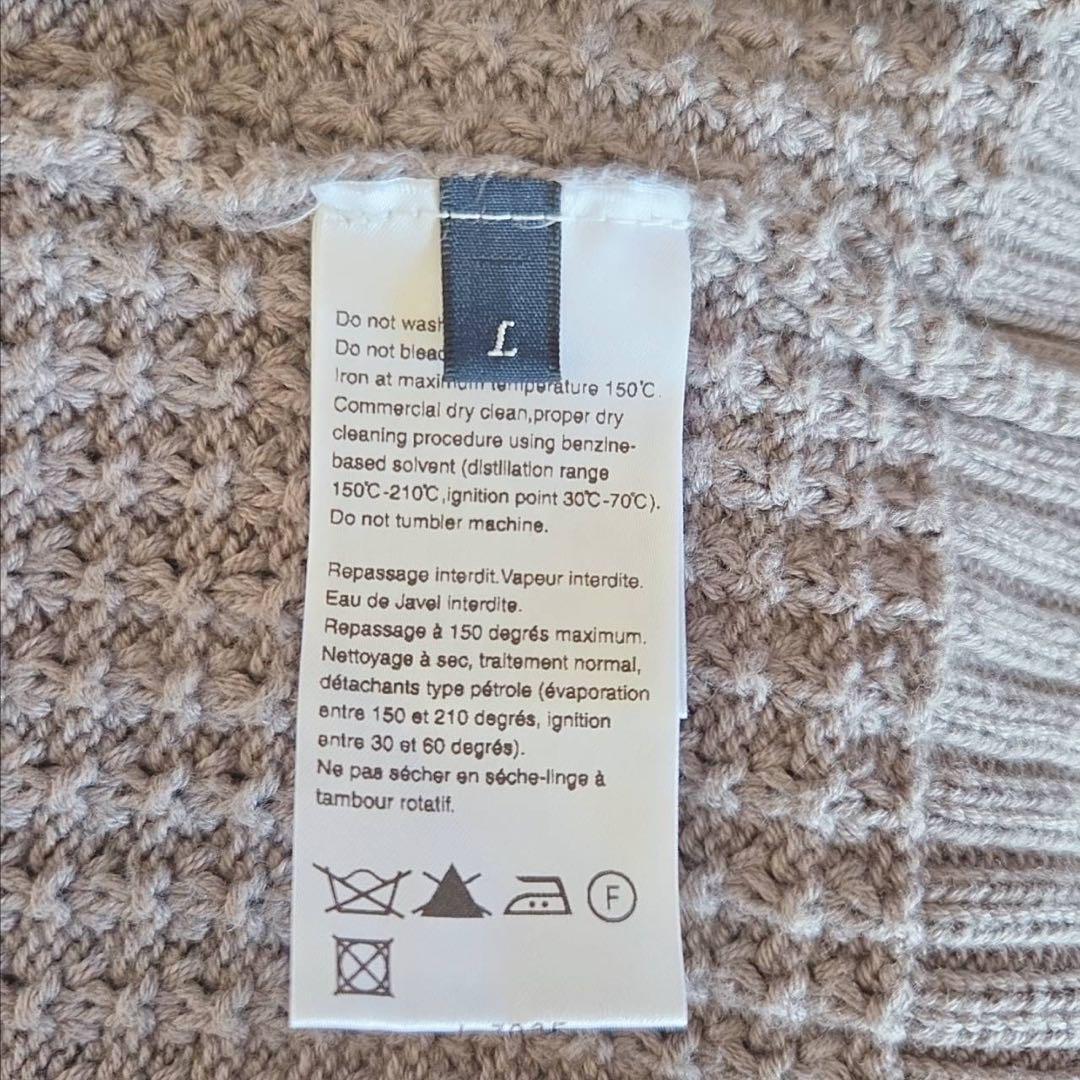 L
Do not wash
Do not bleac
Iron at maximum temperature 150℃.
Commercial dry clean,proper dry
cleaning procedure using benzine-
based solvent (distillation range
150℃-210℃,ignition point 30℃-70℃).
Do not tumbler machine.
Repassage interdit.Vapeur interdite.
Eau de Javel interdite.
Repassage à 150 degrés maximum.
Nettoyage à sec, traitement normal,
détachants type pétrole (évaporation
entre 150 et 210 degrés, ignition
entre 30 et 60 degrés).
Ne pas sécher en séche-linge à
tambour rotatif.
F